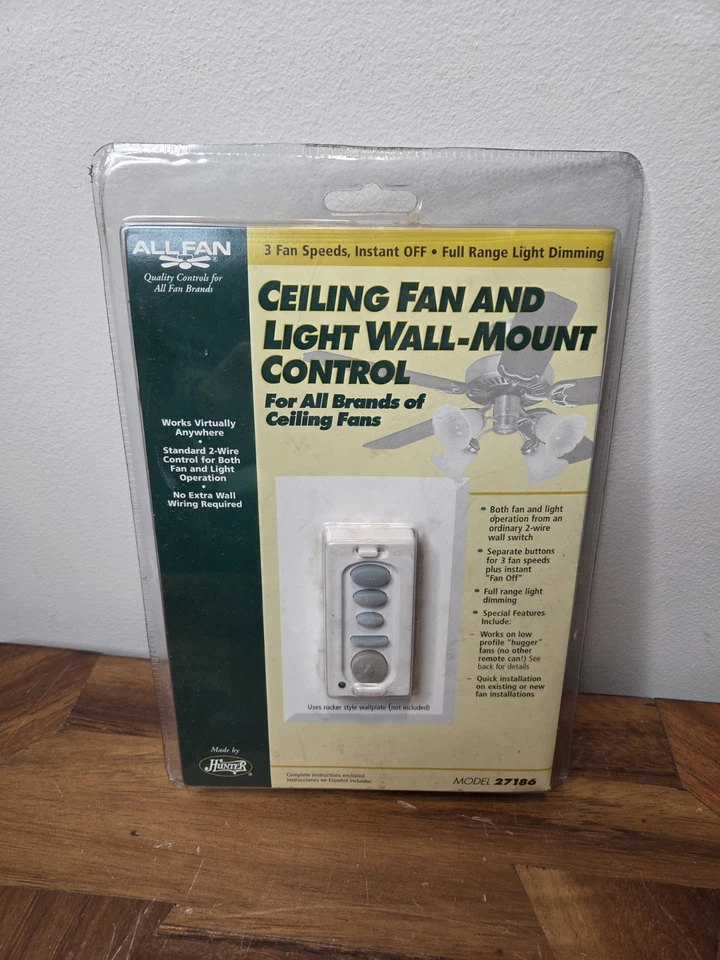 ALL FAN
®
Quality Controls for
All Fan Brands
3 Fan Speeds, Instant OFF • Full Range Light Dimming
CEILING FAN AND
LIGHT WALL-MOUNT
CONTROL
For All Brands of
Ceiling Fans
Works Virtually
Anywhere
•
Standard 2-Wire
Control for Both
Fan and Light
Operation
•
No Extra Wall
Wiring Required
• Both fan and light
operation from an
ordinary 2-wire
wall switch
• Separate buttons
for 3 fan speeds
plus instant
"Fan Off"
• Full range light
dimming
• Special Features
Include:
– Works on low
profile "hugger"
fans (no other
remote can!) See
back for details
– Quick installation
on existing or new
fan installations
Uses rocker style wallplate (not included)
Made by
HUNTER
®
Complete instructions enclosed
Instrucciones en Español incluidas
MODEL 27186